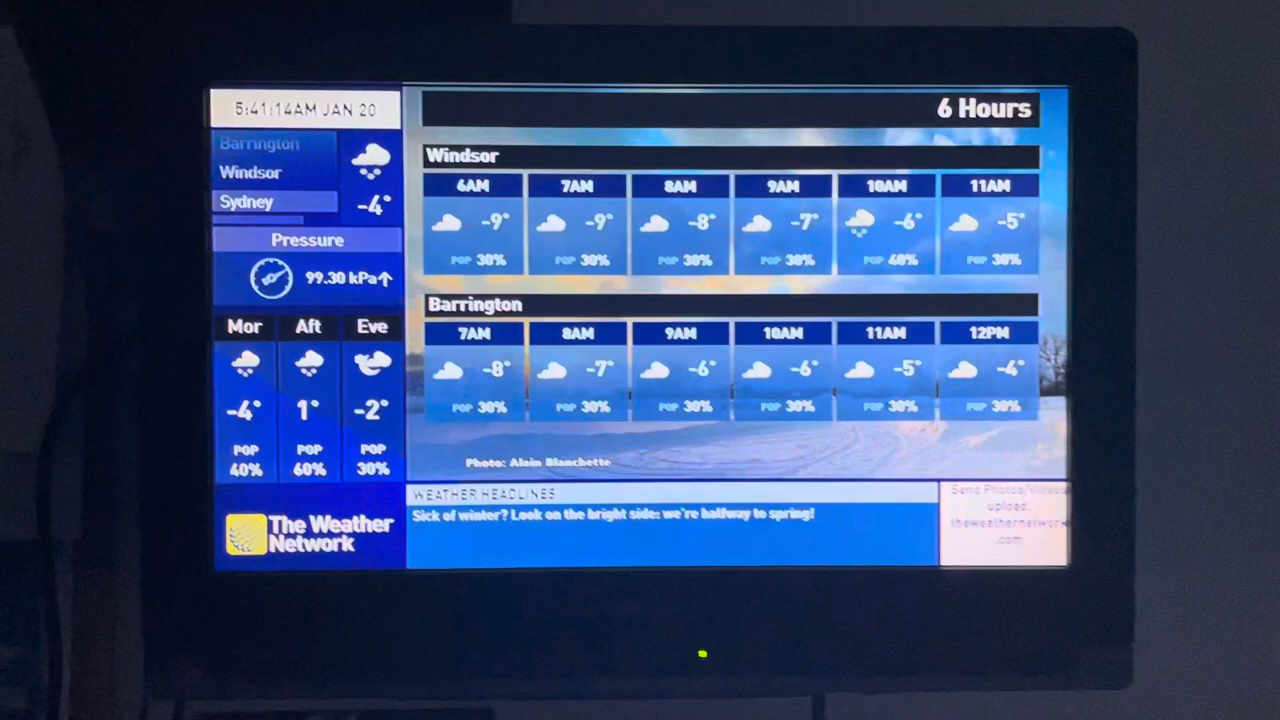 5:41:14AM JAN 20
Barrington
Windsor
Sydney
-4°
Pressure
99.30 kPa↑
Mor Aft Eve
-4° 1° -2°
POP POP POP
40% 60% 30%
The Weather
Network
6 Hours
Windsor
6AM 7AM 8AM 9AM 10AM 11AM
-9° -9° -8° -7° -6° -5°
POP 30% POP 30% POP 30% POP 30% POP 40% POP 30%
Barrington
7AM 8AM 9AM 10AM 11AM 12PM
-8° -7° -6° -6° -5° -4°
POP 30% POP 30% POP 30% POP 30% POP 30% POP 30%
Photo: Alain Blanchette
WEATHER HEADLINES
Sick of winter? Look on the bright side: we're halfway to spring!
Send Photos/Videos
upload.
theweathernetwork
.com